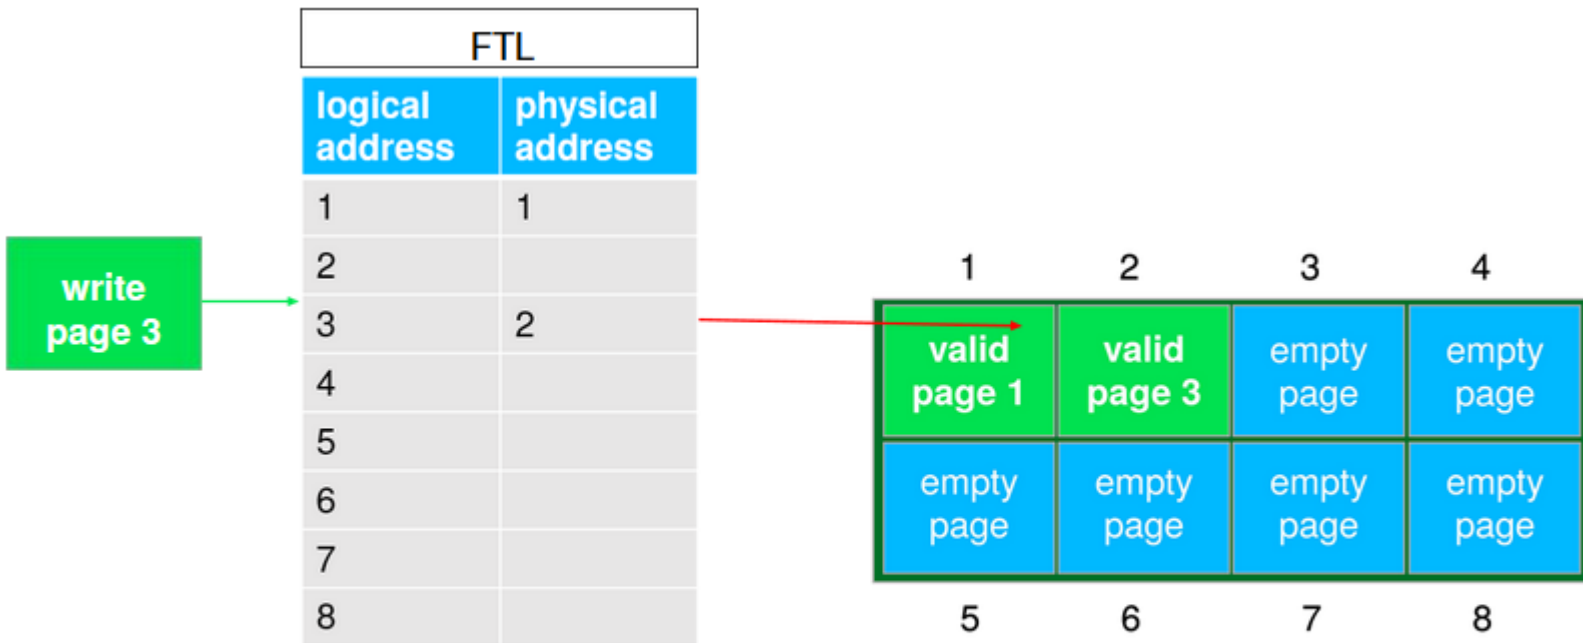 FTL
logical physical
address address
1 1
2
3 2
4
5
6
7
8
write
page 3
1 2 3 4
valid valid empty empty
page 1 page 3 page page
empty empty empty empty
page page page page
5 6 7 8